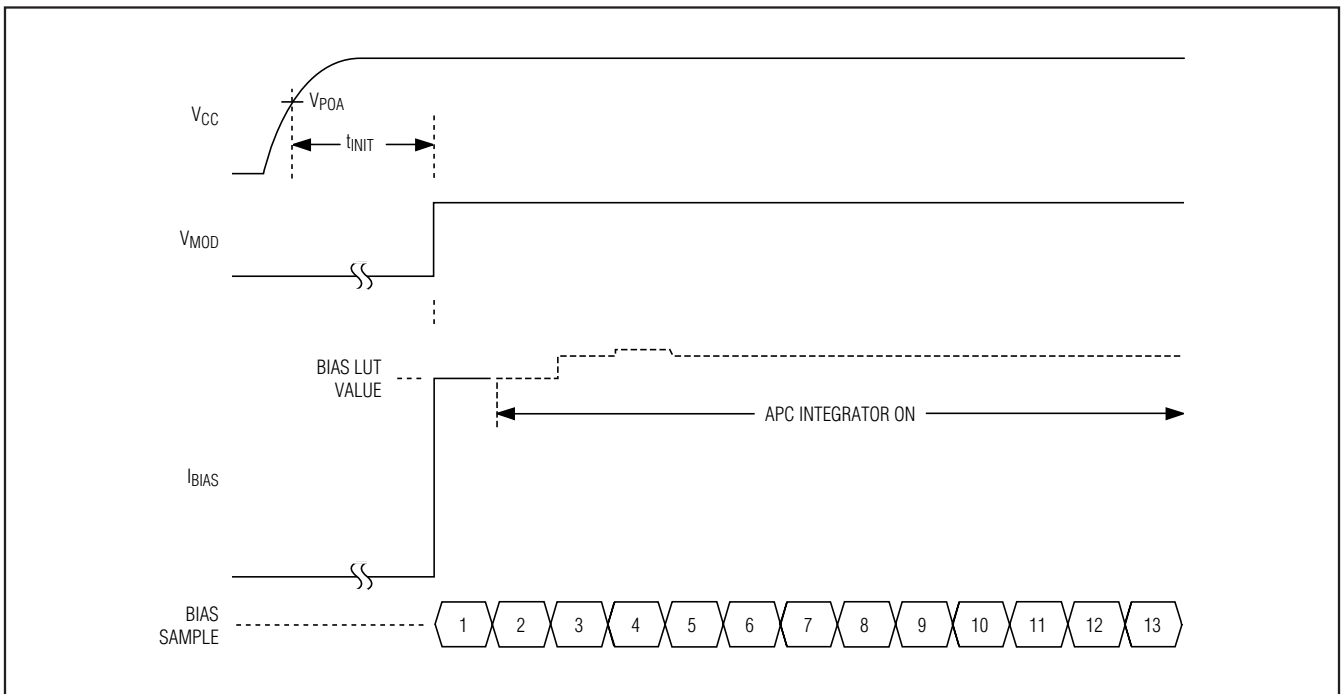 VCC
VPOA
tINIT
VMOD
BIAS LUT
VALUE
APC INTEGRATOR ON
IBIAS
BIAS
SAMPLE
1 2 3 4 5 6 7 8 9 10 11 12 13